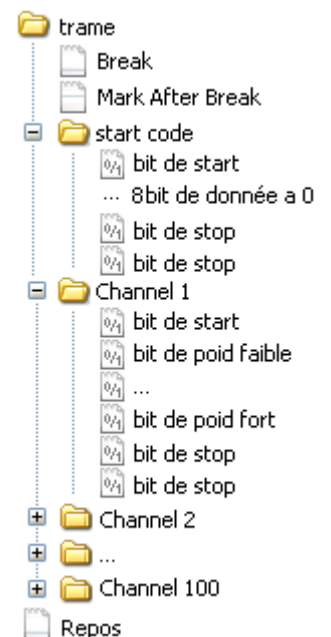 trame
Break
Mark After Break
start code
bit de start
... 8bit de donnée a 0
bit de stop
bit de stop
Channel 1
bit de start
bit de poid faible
...
bit de poid fort
bit de stop
bit de stop
Channel 2
...
Channel 100
Repos